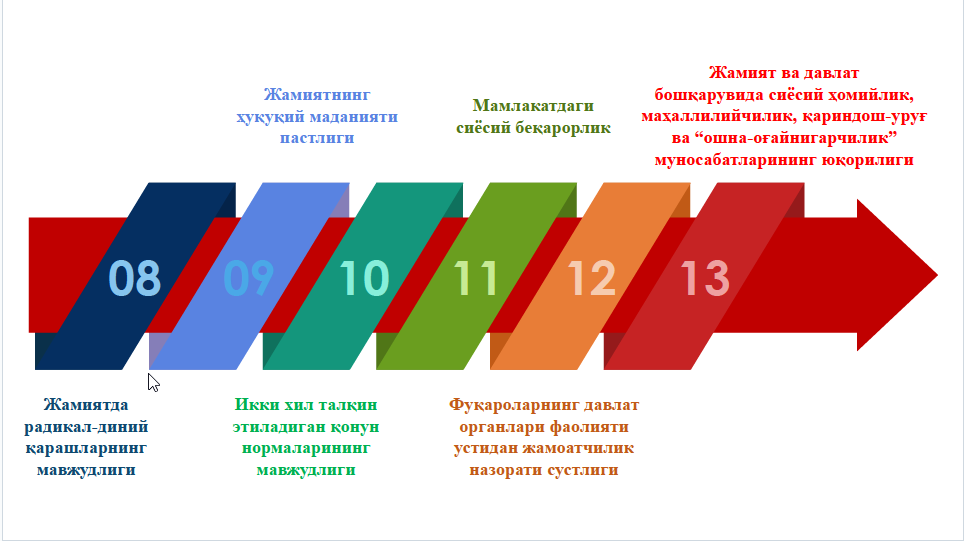 Жамиятнинг
ҳуқуқий маданияти
пастлиги
Мамлакатдаги
сиёсий беқарорлик
Жамият ва давлат
бошқарувида сиёсий ҳомийлик,
маҳаллилийчилик, қариндош-уруғ
ва “ошна-оғайнигарчилик”
муносабатларининг юқорилиги
08
09
10
11
12
13
Жамиятда
радикал-диний
қарашларнинг
мавжудлиги
Икки хил талқин
этиладиган қонун
нормаларининг
мавжудлиги
Фуқароларнинг давлат
органлари фаолияти
устидан жамоатчилик
назорати сустлиги